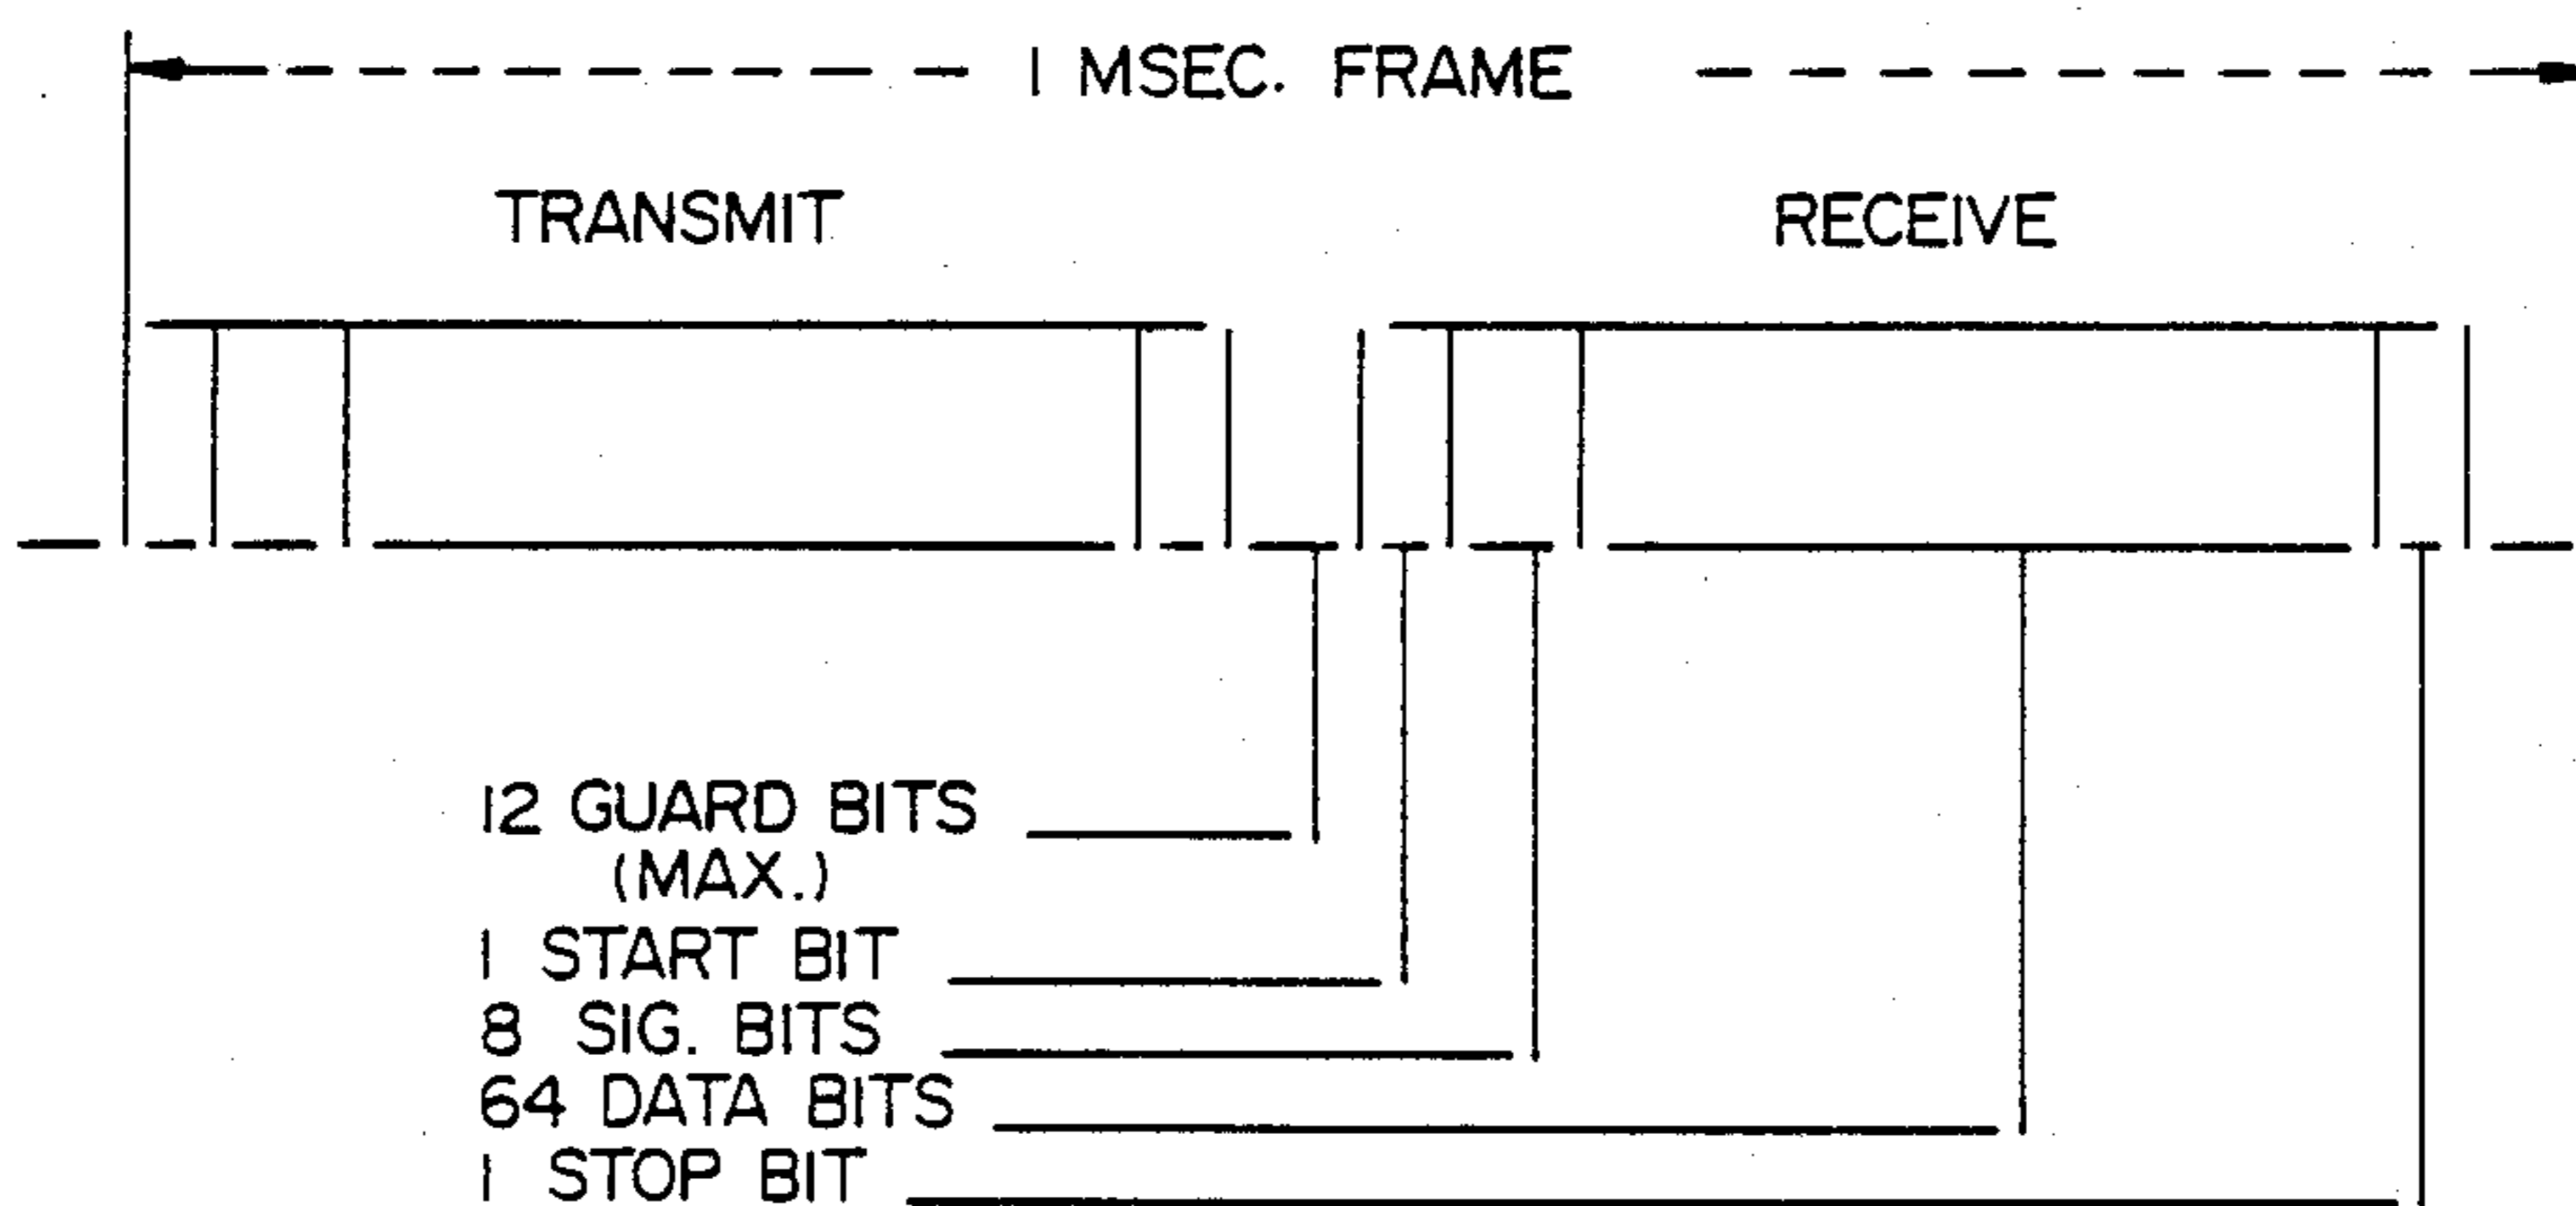 1 MSEC. FRAME
TRANSMIT
RECEIVE
12 GUARD BITS
(MAX.)
1 START BIT
8 SIG. BITS
64 DATA BITS
1 STOP BIT